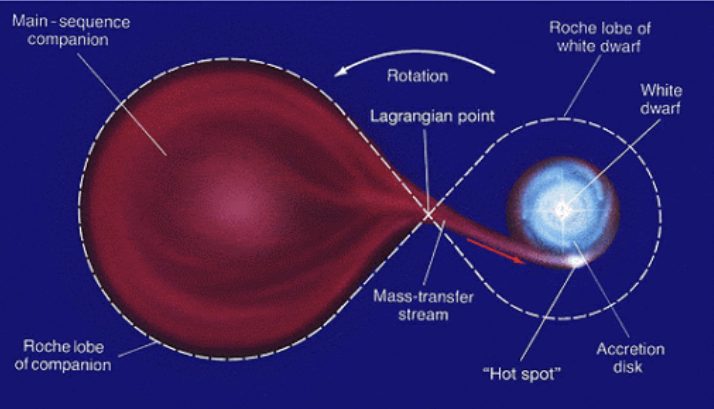 Main-sequence
companion
Rotation
Lagrangian point
Roche lobe of
white dwarf
White
dwarf
Mass-transfer
stream
Roche lobe
of companion
"Hot spot"
Accretion
disk